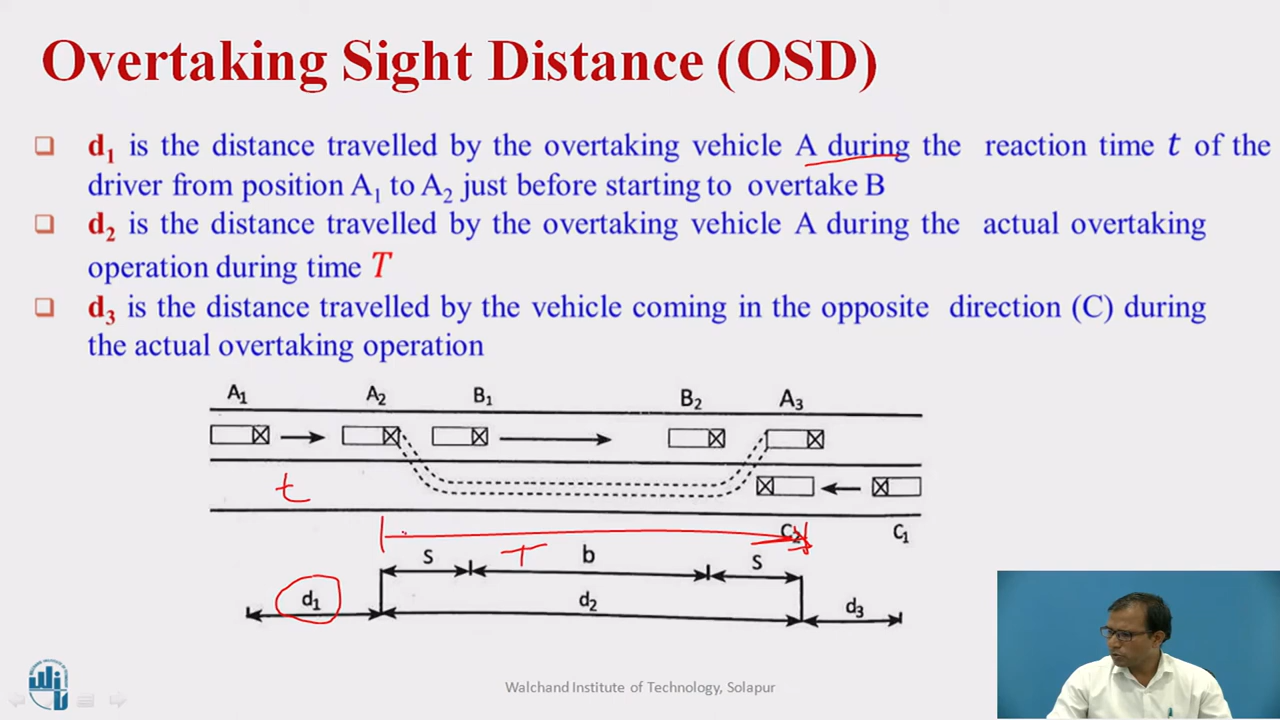 Overtaking Sight Distance (OSD)
d1 is the distance travelled by the overtaking vehicle A during the reaction time t of the
driver from position A1 to A2 just before starting to overtake B
d2 is the distance travelled by the overtaking vehicle A during the actual overtaking
operation during time T
d3 is the distance travelled by the vehicle coming in the opposite direction (C) during
the actual overtaking operation
A1 A2 B1 B2 A3
t
C2 C1
S T b S
d1 d2 d3
Walchand Institute of Technology, Solapur